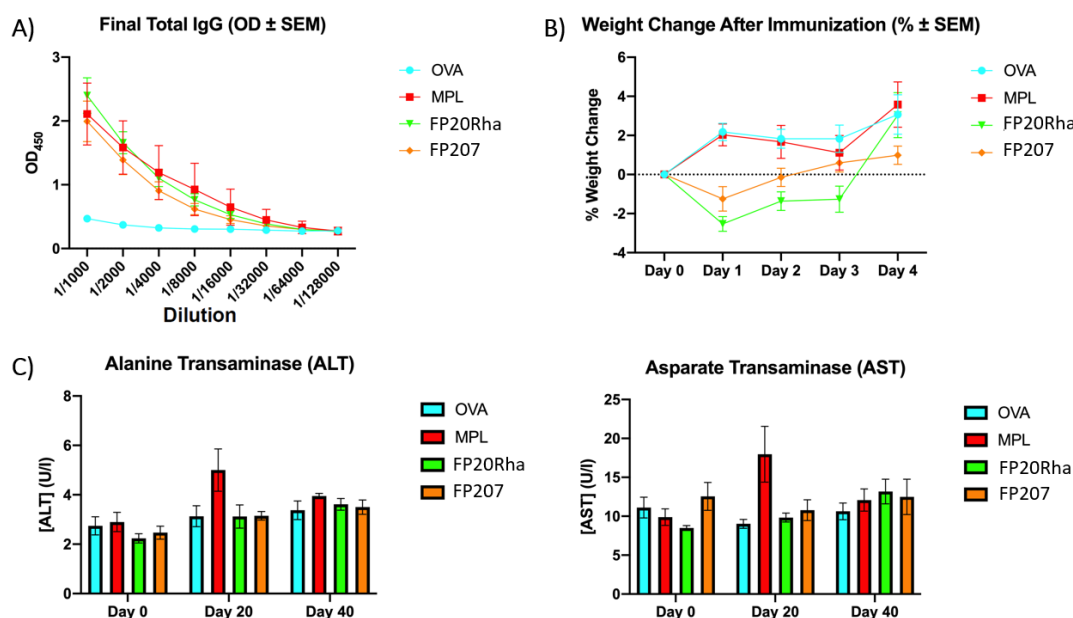 A)
Final Total IgG (OD ± SEM)
3
2
1
0
OD450
1/1000
1/2000
1/4000
1/8000
1/16000
1/32000
1/64000
1/128000
Dilution
OVA
MPL
FP20Rha
FP207
B)
Weight Change After Immunization (% ± SEM)
6
4
2
0
-2
-4
% Weight Change
Day 0
Day 1
Day 2
Day 3
Day 4
OVA
MPL
FP20Rha
FP207
C)
Alanine Transaminase (ALT)
8
6
4
2
0
[ALT] (U/l)
Day 0
Day 20
Day 40
OVA
MPL
FP20Rha
FP207
Asparate Transaminase (AST)
25
20
15
10
5
0
[AST] (U/l)
Day 0
Day 20
Day 40
OVA
MPL
FP20Rha
FP207